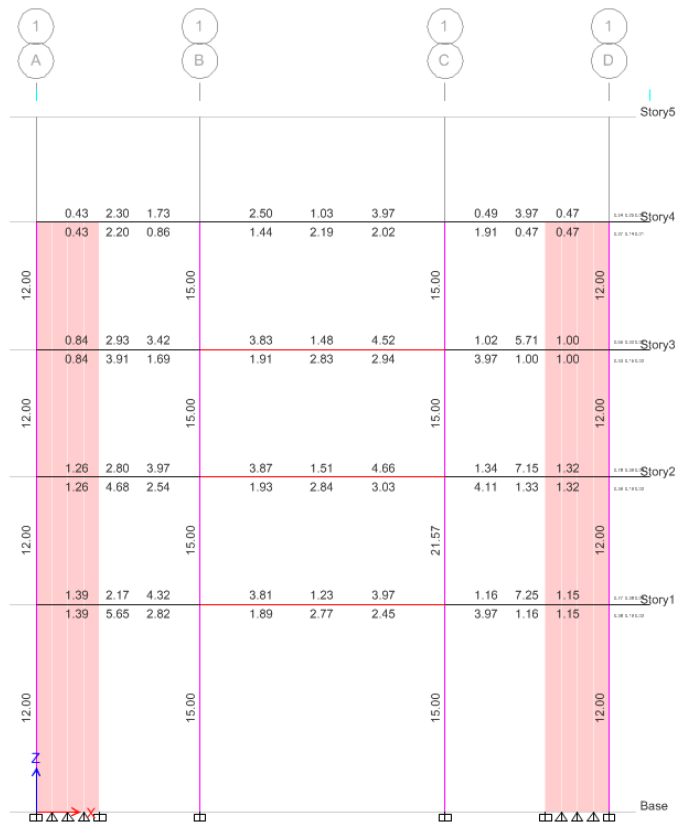 1 1 1 1
A B C D
Story5
0.43 2.30 1.73 2.50 1.03 3.97 0.49 3.97 0.47
Story4
0.43 2.20 0.86 1.44 2.19 2.02 1.91 0.47 0.47
12.00 15.00 15.00 12.00
0.84 2.93 3.42 3.83 1.48 4.52 1.02 5.71 1.00
Story3
0.84 3.91 1.69 1.91 2.83 2.94 3.97 1.00 1.00
12.00 15.00 15.00 12.00
1.26 2.80 3.97 3.87 1.51 4.66 1.34 7.15 1.32
Story2
1.26 4.68 2.54 1.93 2.84 3.03 4.11 1.33 1.32
12.00 15.00 21.57 12.00
1.39 2.17 4.32 3.81 1.23 3.97 1.16 7.25 1.15
Story1
1.39 5.65 2.82 1.89 2.77 2.45 3.97 1.16 1.15
12.00 15.00 15.00 12.00
Z
X
Base